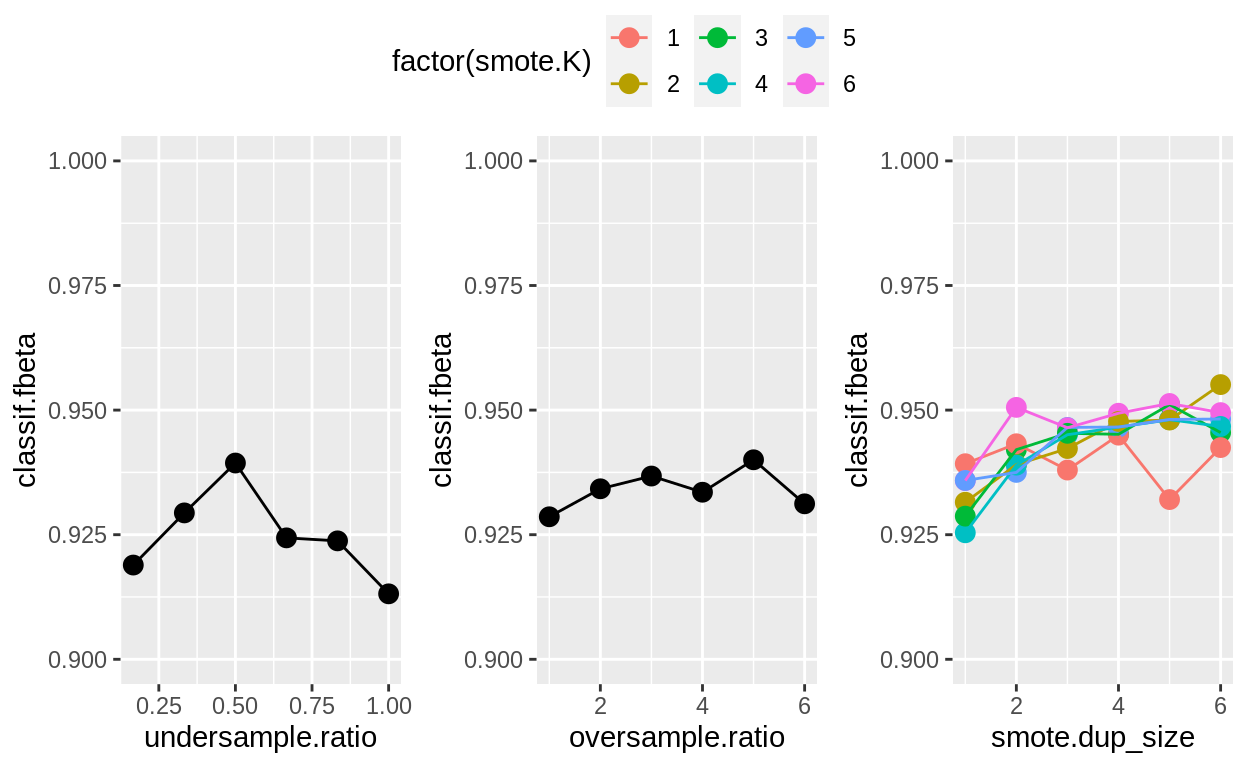 factor(smote.K)
1 3 5
2 4 6
classif.fbeta
1.000
0.975
0.950
0.925
0.900
0.25 0.50 0.75 1.00
undersample.ratio
classif.fbeta
1.000
0.975
0.950
0.925
0.900
2 4 6
oversample.ratio
classif.fbeta
1.000
0.975
0.950
0.925
0.900
2 4 6
smote.dup_size